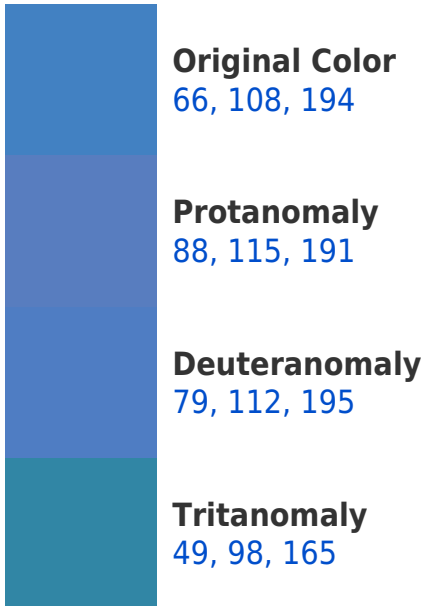 Original Color
66, 108, 194
Protanomaly
88, 115, 191
Deuteranomaly
79, 112, 195
Tritanomaly
49, 98, 165